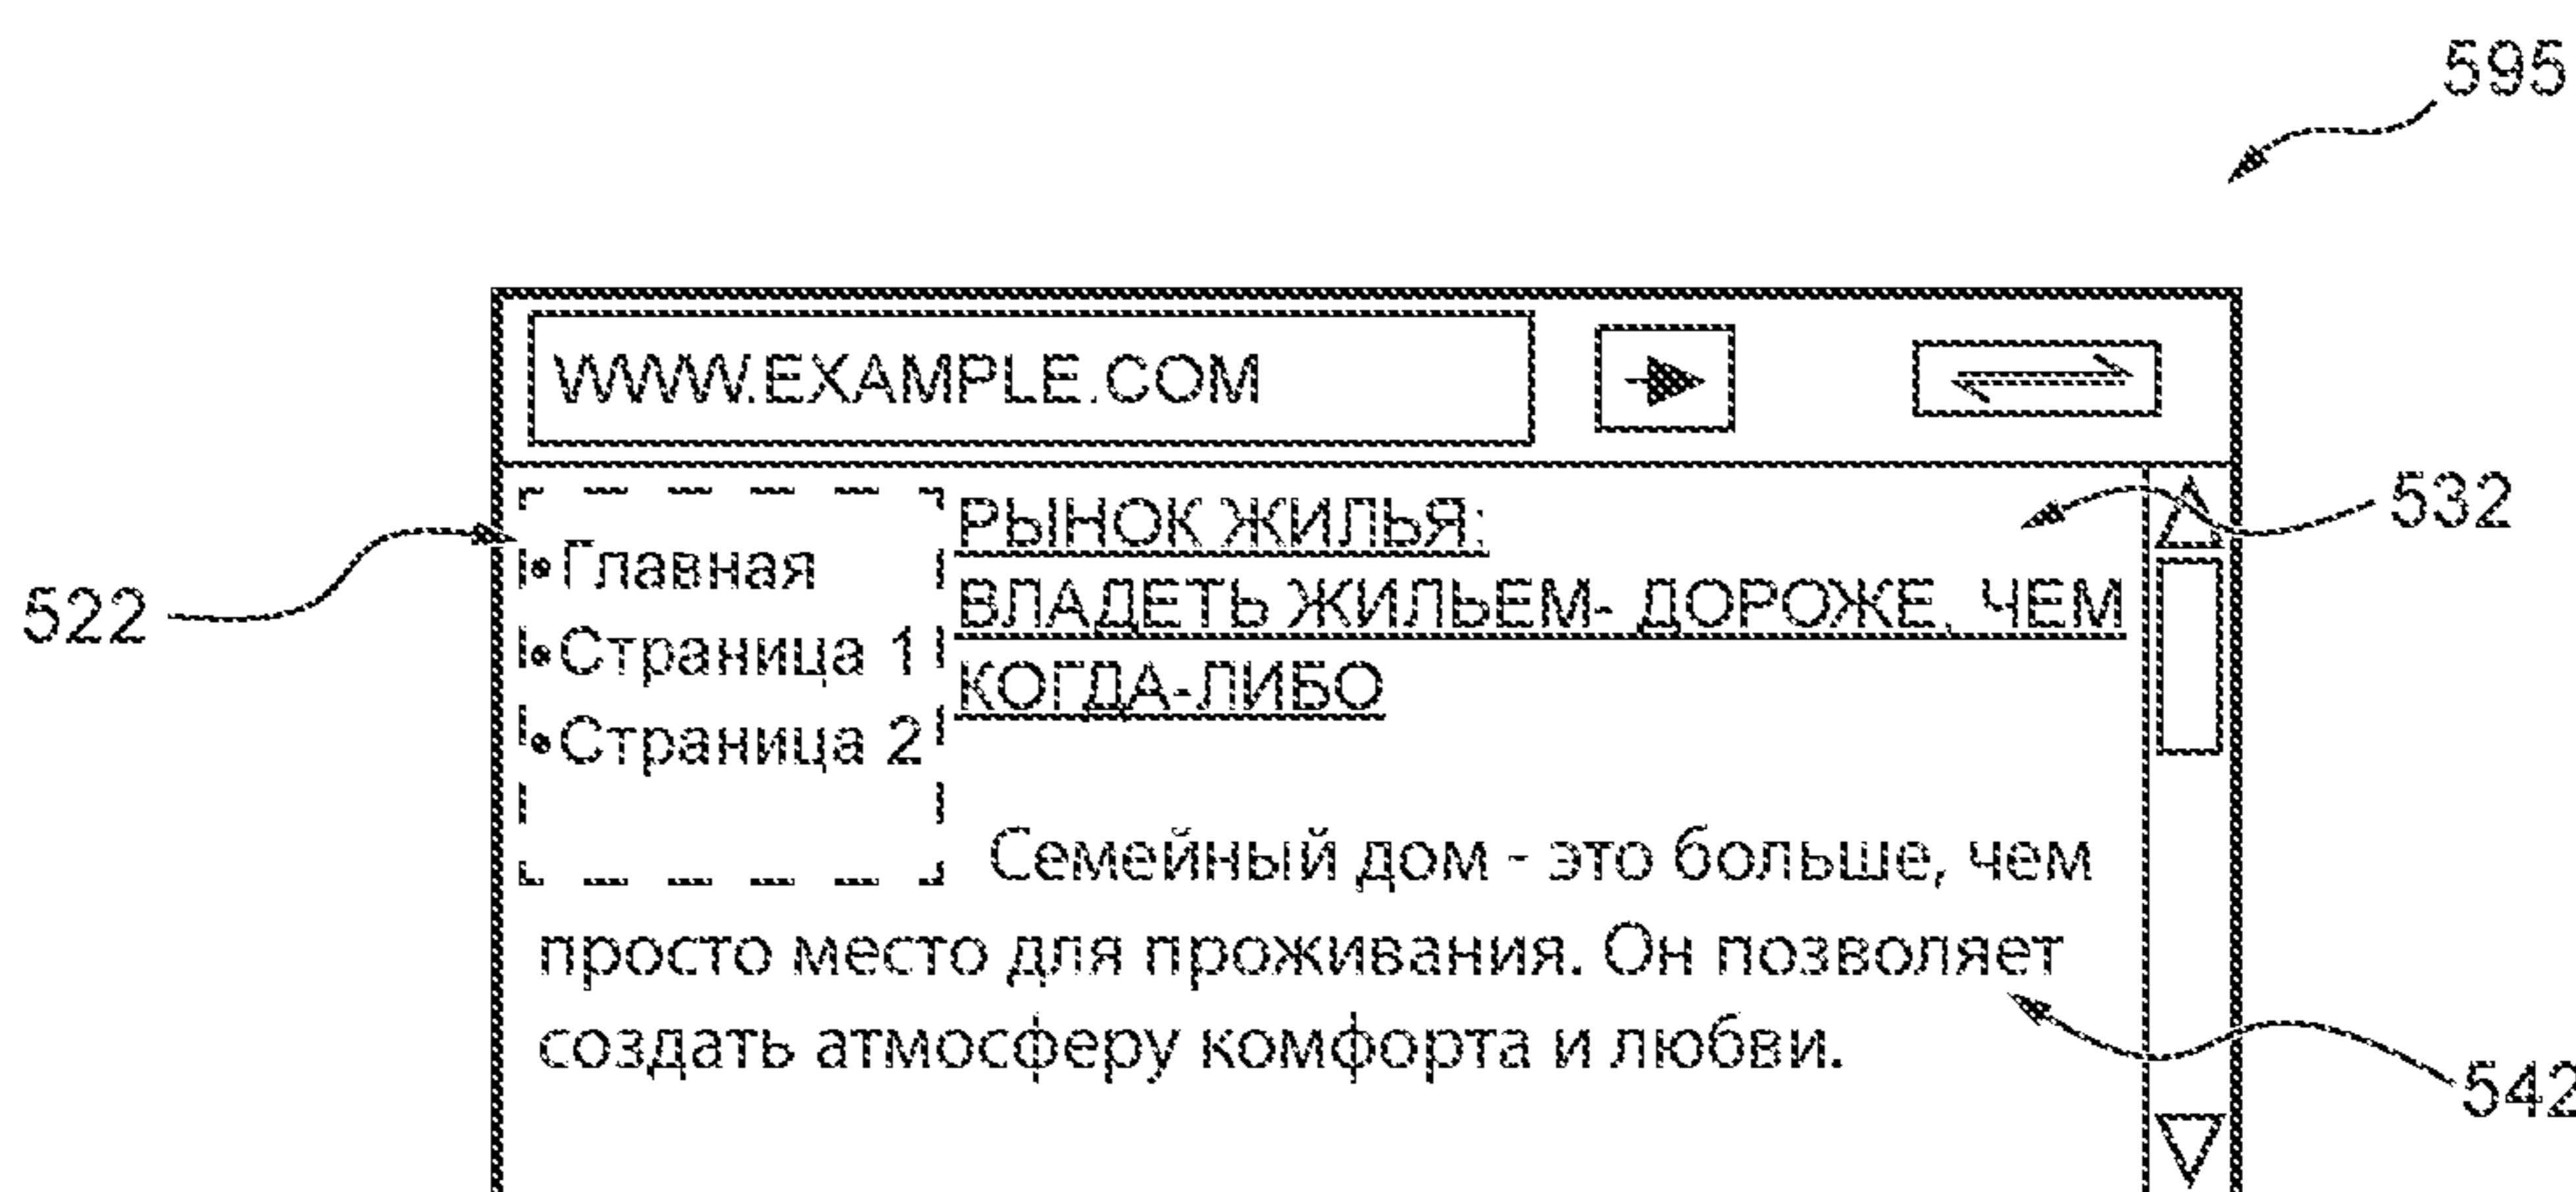 595
WWW.EXAMPLE.COM
532
522
•Главная
•Страница 1
•Страница 2
РЫНОК ЖИЛЬЯ:
ВЛАДЕТЬ ЖИЛЬЕМ- ДОРОЖЕ, ЧЕМ
КОГДА-ЛИБО
Семейный дом - это больше, чем
просто место для проживания. Он позволяет
создать атмосферу комфорта и любви.
542